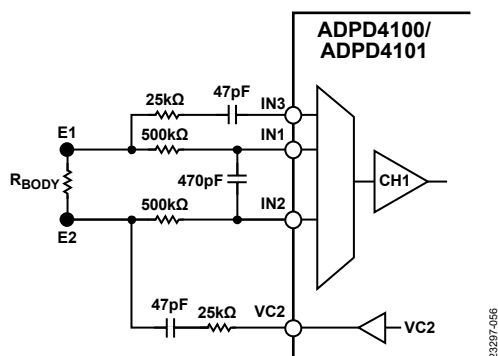 ADPD4100/
ADPD4101
47pF
25kΩ
IN3
E1
500kΩ
IN1
RBODY
470pF
CH1
E2
500kΩ
IN2
47pF
25kΩ
VC2
VC2
23297-056